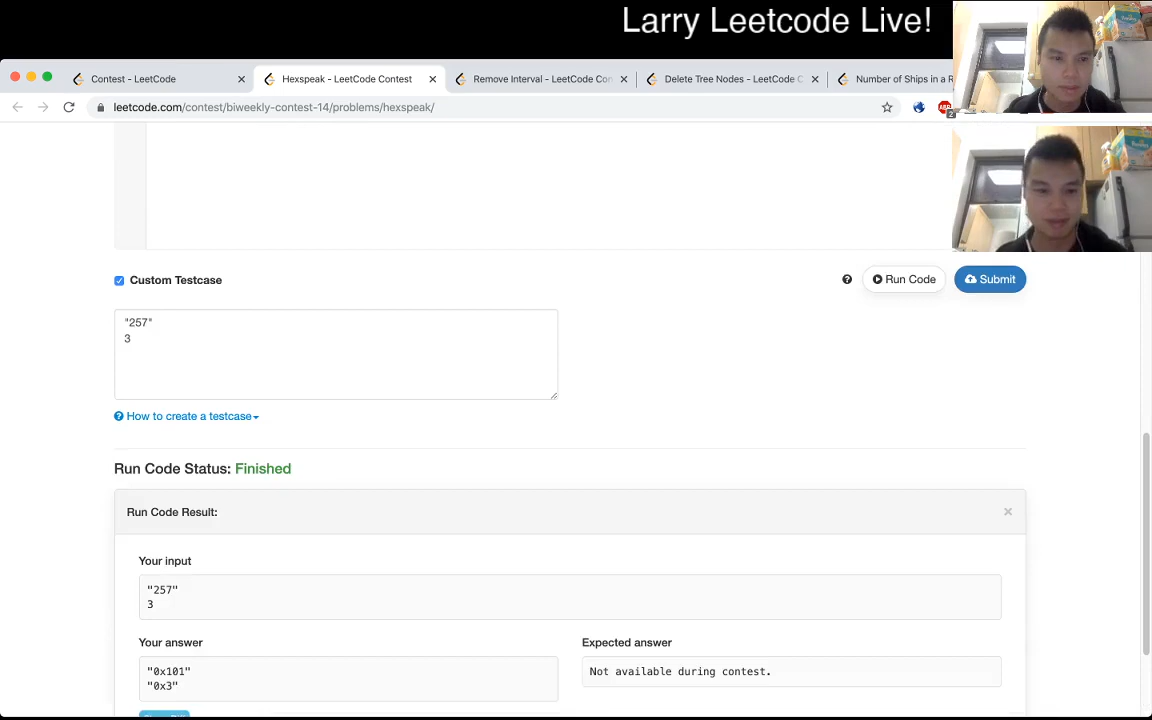 Larry Leetcode Live!
Contest - LeetCode
Hexspeak - LeetCode Contest
Remove Interval - LeetCode Con
Delete Tree Nodes - LeetCode C
Number of Ships in a R
leetcode.com/contest/biweekly-contest-14/problems/hexspeak/
Custom Testcase
Run Code
Submit
"257"
3
How to create a testcase
Run Code Status: Finished
Run Code Result:
Your input
"257"
3
Your answer
Expected answer
"0x101"
"0x3"
Not available during contest.